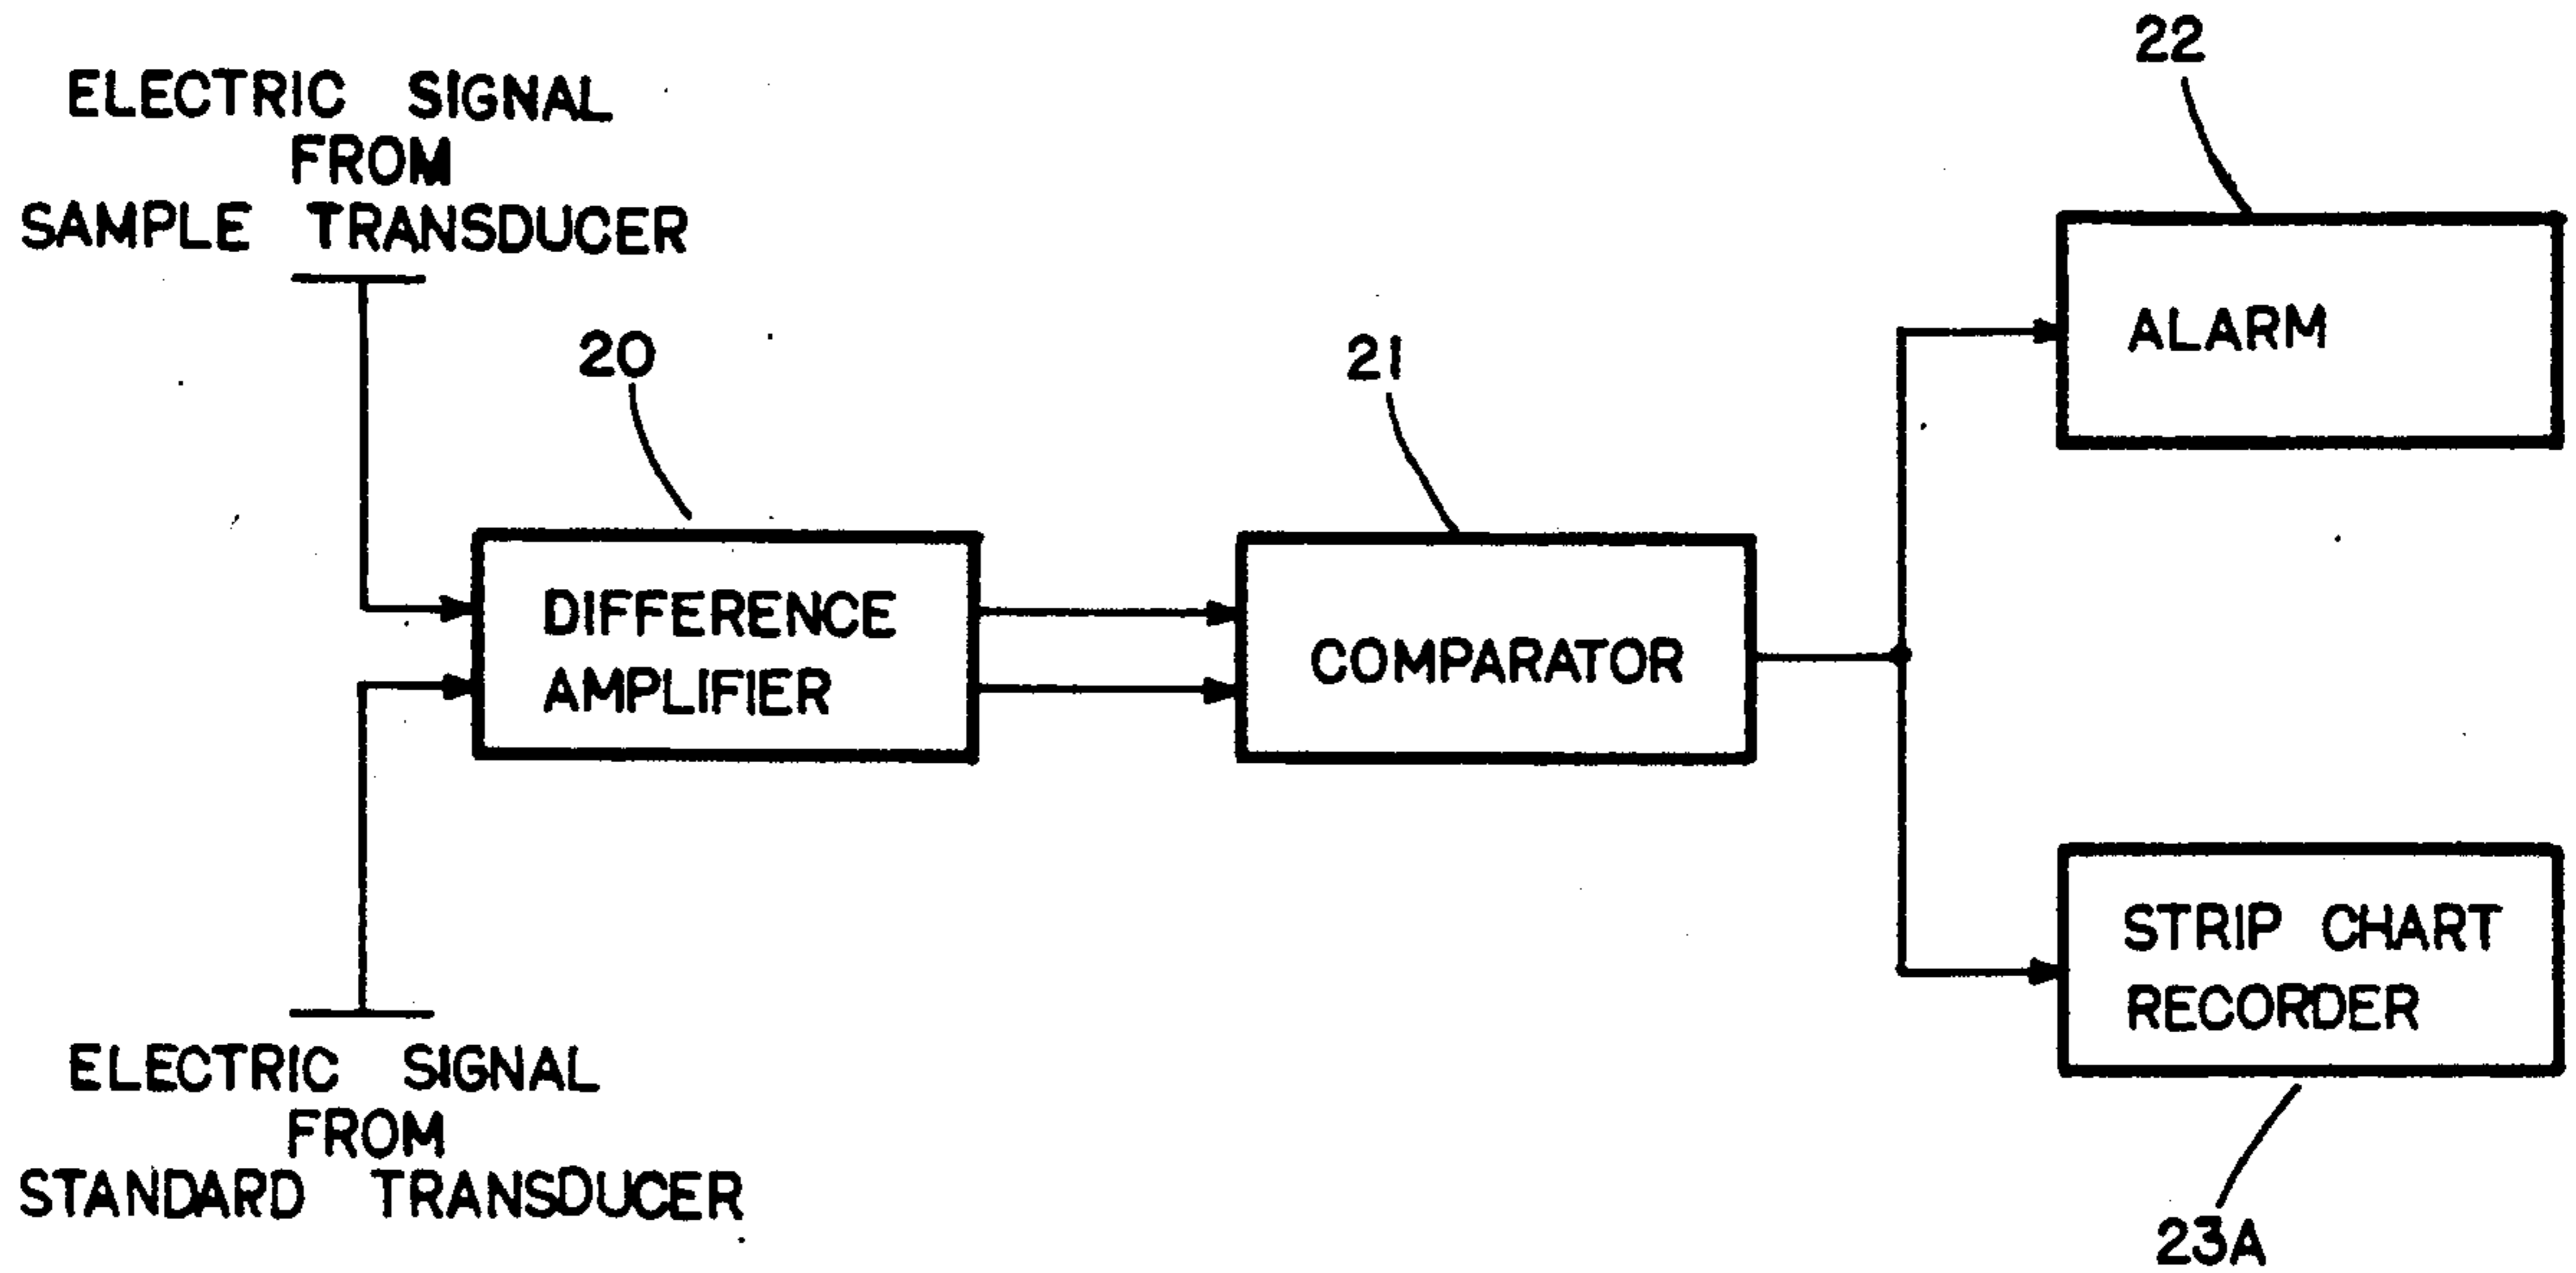 ELECTRIC SIGNAL
FROM
SAMPLE TRANSDUCER
20
DIFFERENCE
AMPLIFIER
21
COMPARATOR
22
ALARM
STRIP CHART
RECORDER
23A
ELECTRIC SIGNAL
FROM
STANDARD TRANSDUCER